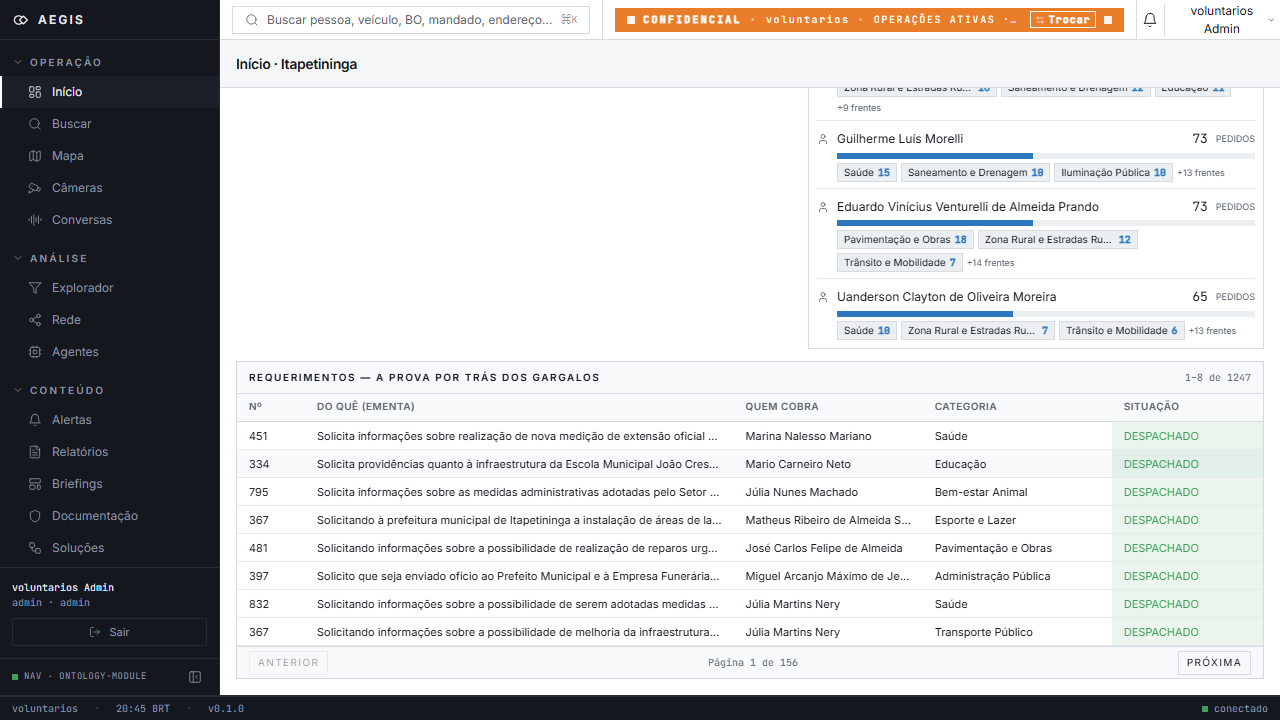 AEGIS
Buscar pessoa, veículo, BO, mandado, endereço... ⌘K
CONFIDENCIAL · voluntarios · OPERAÇÕES ATIVAS ·… Trocar
voluntarios Admin
OPERAÇÃO
Início
Buscar
Mapa
Câmeras
Conversas
ANÁLISE
Explorador
Rede
Agentes
CONTEÚDO
Alertas
Relatórios
Briefings
Documentação
Soluções
voluntarios Admin
admin · admin
Sair
NAV · ONTOLOGY-MODULE
Início · Itapetininga
Zona Rural e Estradas Ru... Saneamento e Drenagem 12 Educação 11
+9 frentes
Guilherme Luís Morelli 73 PEDIDOS
Saúde 15 Saneamento e Drenagem 10 Iluminação Pública 10 +13 frentes
Eduardo Vinícius Venturelli de Almeida Prando 73 PEDIDOS
Pavimentação e Obras 18 Zona Rural e Estradas Ru... 12
Trânsito e Mobilidade 7 +14 frentes
Uanderson Clayton de Oliveira Moreira 65 PEDIDOS
Saúde 10 Zona Rural e Estradas Ru... 7 Trânsito e Mobilidade 6 +13 frentes
REQUERIMENTOS — A PROVA POR TRÁS DOS GARGALOS 1–8 de 1247
Nº DO QUÊ (EMENTA) QUEM COBRA CATEGORIA SITUAÇÃO
451 Solicita informações sobre realização de nova medição de extensão oficial ... Marina Nalesso Mariano Saúde DESPACHADO
334 Solicita providências quanto à infraestrutura da Escola Municipal João Cres... Mario Carneiro Neto Educação DESPACHADO
795 Solicita informações sobre as medidas administrativas adotadas pelo Setor ... Júlia Nunes Machado Bem-estar Animal DESPACHADO
367 Solicitando à prefeitura municipal de Itapetininga a instalação de áreas de la... Matheus Ribeiro de Almeida S... Esporte e Lazer DESPACHADO
481 Solicitando informações sobre a possibilidade de realização de reparos urg... José Carlos Felipe de Almeida Pavimentação e Obras DESPACHADO
397 Solicito que seja enviado ofício ao Prefeito Municipal e à Empresa Funerária... Miguel Arcanjo Máximo de Je... Administração Pública DESPACHADO
832 Solicitando informações sobre a possibilidade de serem adotadas medidas ... Júlia Martins Nery Saúde DESPACHADO
367 Solicitando informações sobre a possibilidade de melhoria da infraestrutura... Júlia Martins Nery Transporte Público DESPACHADO
ANTERIOR Página 1 de 156 PRÓXIMA
voluntarios · 20:45 BRT · v0.1.0 conectado